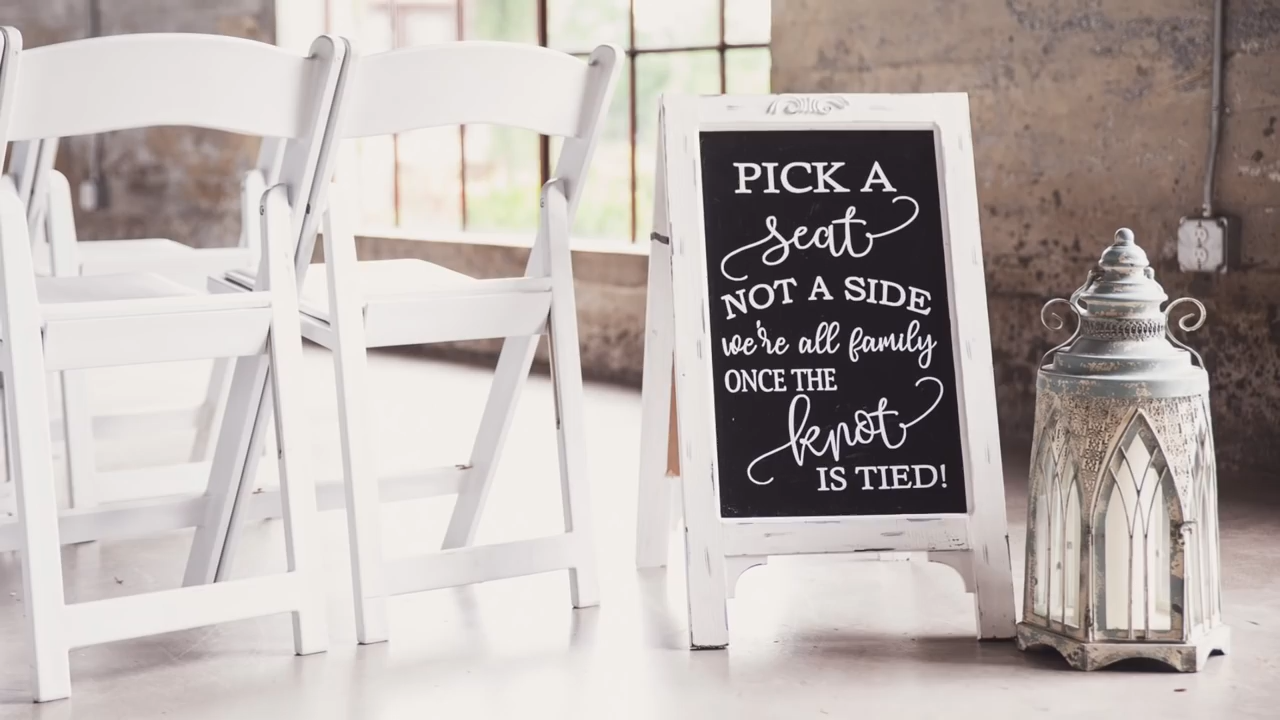 PICK A
seat
NOT A SIDE
we're all family
ONCE THE
knot
IS TIED!